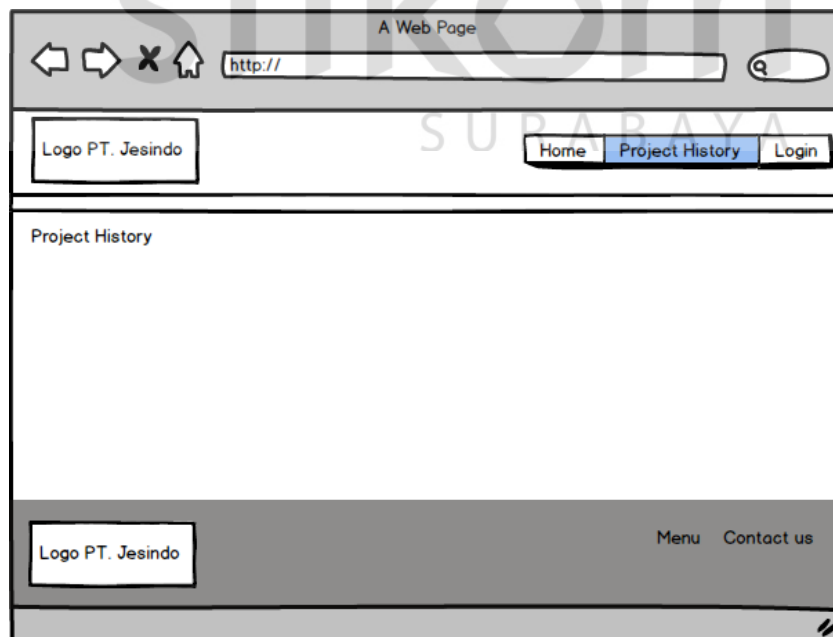 stikom
SURABAYA
A Web Page
http://
Logo PT. Jesindo
Home Project History Login
Project History
Logo PT. Jesindo
Menu Contact us